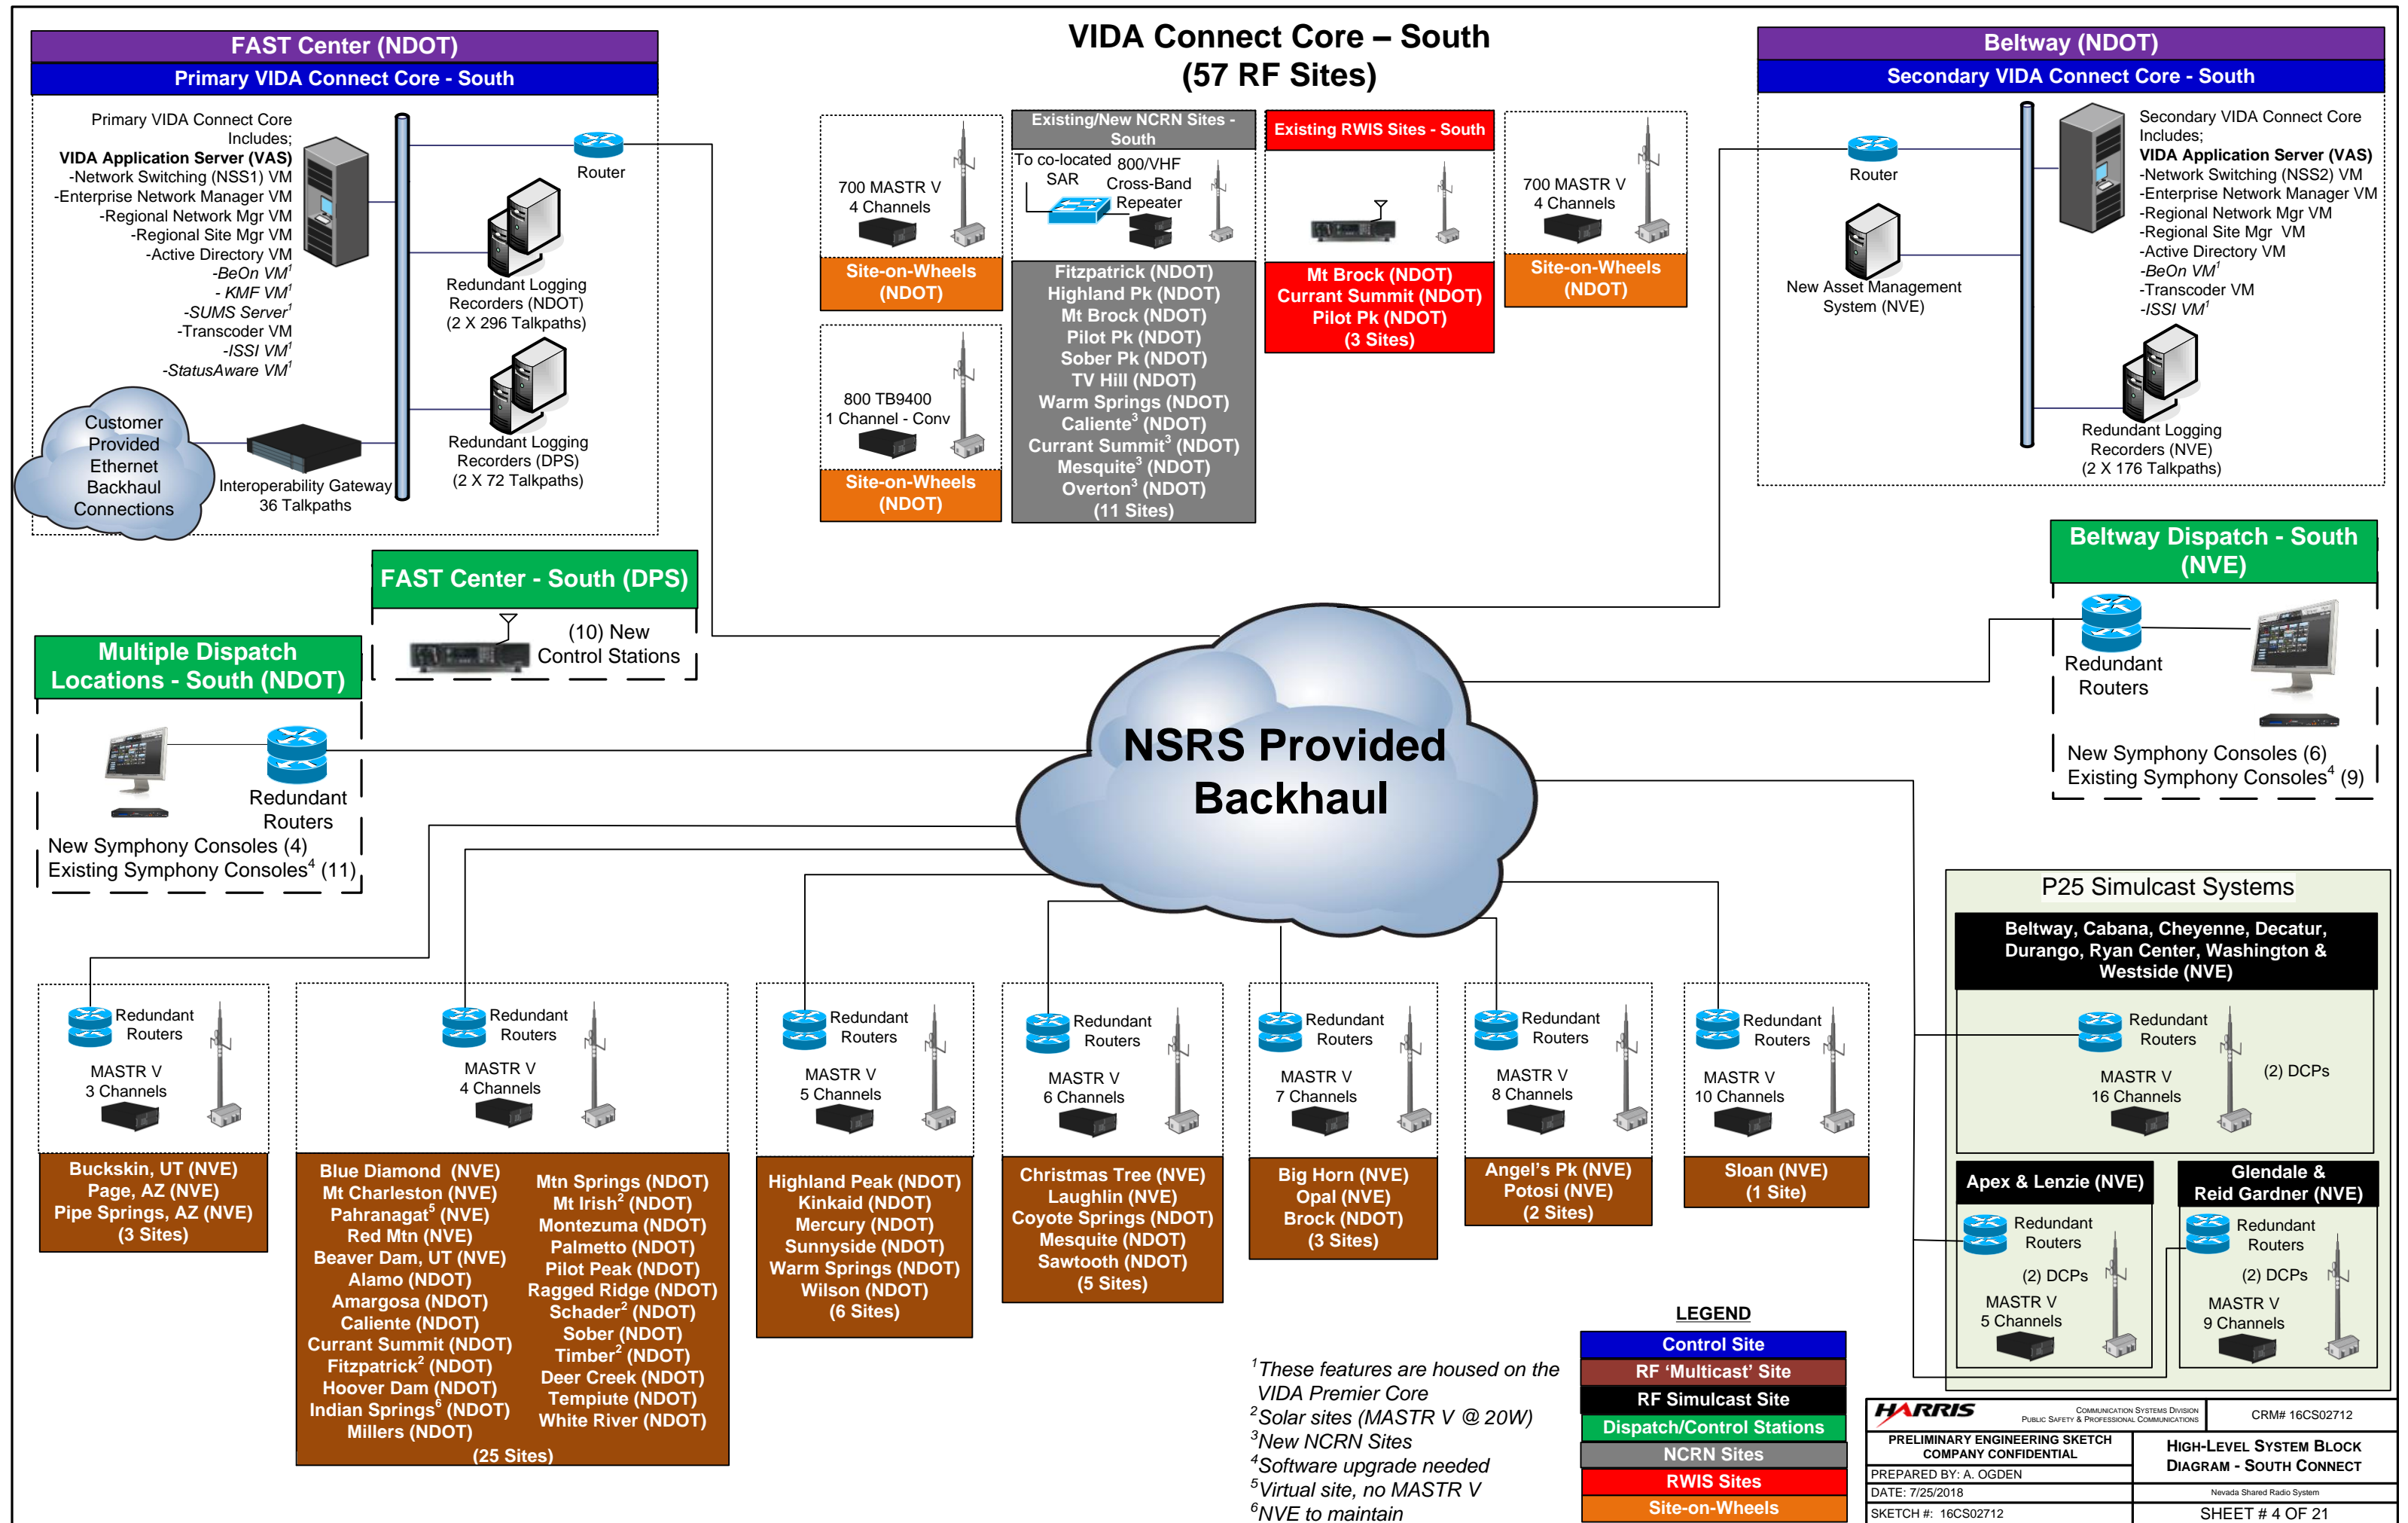 VIDA Connect Core – South
(57 RF Sites)
FAST Center (NDOT)
Primary VIDA Connect Core - South
Primary VIDA Connect Core
Includes;
VIDA Application Server (VAS)
-Network Switching (NSS1) VM
-Enterprise Network Manager VM
-Regional Network Mgr VM
-Regional Site Mgr VM
-Active Directory VM
-BeOn VM¹
- KMF VM¹
-SUMS Server¹
-Transcoder VM
-ISSI VM¹
-StatusAware VM¹
Router
Redundant Logging
Recorders (NDOT)
(2 X 296 Talkpaths)
Redundant Logging
Recorders (DPS)
(2 X 72 Talkpaths)
Customer
Provided
Ethernet
Backhaul
Connections
Interoperability Gateway
36 Talkpaths
700 MASTR V
4 Channels
Site-on-Wheels
(NDOT)
800 TB9400
1 Channel - Conv
Site-on-Wheels
(NDOT)
Existing/New NCRN Sites -
South
To co-located
SAR
800/VHF
Cross-Band
Repeater
Fitzpatrick (NDOT)
Highland Pk (NDOT)
Mt Brock (NDOT)
Pilot Pk (NDOT)
Sober Pk (NDOT)
TV Hill (NDOT)
Warm Springs (NDOT)
Caliente³ (NDOT)
Currant Summit³ (NDOT)
Mesquite³ (NDOT)
Overton³ (NDOT)
(11 Sites)
Existing RWIS Sites - South
Mt Brock (NDOT)
Currant Summit (NDOT)
Pilot Pk (NDOT)
(3 Sites)
700 MASTR V
4 Channels
Site-on-Wheels
(NDOT)
Beltway (NDOT)
Secondary VIDA Connect Core - South
Router
New Asset Management
System (NVE)
Secondary VIDA Connect Core
Includes;
VIDA Application Server (VAS)
-Network Switching (NSS2) VM
-Enterprise Network Manager VM
-Regional Network Mgr VM
-Regional Site Mgr  VM
-Active Directory VM
-BeOn VM¹
-Transcoder VM
-ISSI VM¹
Redundant Logging
Recorders (NVE)
(2 X 176 Talkpaths)
FAST Center - South (DPS)
(10) New
Control Stations
Multiple Dispatch
Locations - South (NDOT)
Redundant
Routers
New Symphony Consoles (4)
Existing Symphony Consoles⁴ (11)
NSRS Provided
Backhaul
Beltway Dispatch - South
(NVE)
Redundant
Routers
New Symphony Consoles (6)
Existing Symphony Consoles⁴ (9)
Redundant
Routers
MASTR V
3 Channels
Buckskin, UT (NVE)
Page, AZ (NVE)
Pipe Springs, AZ (NVE)
(3 Sites)
Redundant
Routers
MASTR V
4 Channels
Blue Diamond  (NVE)
Mt Charleston (NVE)
Pahranagat⁵ (NVE)
Red Mtn (NVE)
Beaver Dam, UT (NVE)
Alamo (NDOT)
Amargosa (NDOT)
Caliente (NDOT)
Currant Summit (NDOT)
Fitzpatrick² (NDOT)
Hoover Dam (NDOT)
Indian Springs⁶ (NDOT)
Millers (NDOT)
Mtn Springs (NDOT)
Mt Irish² (NDOT)
Montezuma (NDOT)
Palmetto (NDOT)
Pilot Peak (NDOT)
Ragged Ridge (NDOT)
Schader² (NDOT)
Sober (NDOT)
Timber² (NDOT)
Deer Creek (NDOT)
Tempiute (NDOT)
White River (NDOT)
(25 Sites)
Redundant
Routers
MASTR V
5 Channels
Highland Peak (NDOT)
Kinkaid (NDOT)
Mercury (NDOT)
Sunnyside (NDOT)
Warm Springs (NDOT)
Wilson (NDOT)
(6 Sites)
Redundant
Routers
MASTR V
6 Channels
Christmas Tree (NVE)
Laughlin (NVE)
Coyote Springs (NDOT)
Mesquite (NDOT)
Sawtooth (NDOT)
(5 Sites)
Redundant
Routers
MASTR V
7 Channels
Big Horn (NVE)
Opal (NVE)
Brock (NDOT)
(3 Sites)
Redundant
Routers
MASTR V
8 Channels
Angel's Pk (NVE)
Potosi (NVE)
(2 Sites)
Redundant
Routers
MASTR V
10 Channels
Sloan (NVE)
(1 Site)
P25 Simulcast Systems
Beltway, Cabana, Cheyenne, Decatur,
Durango, Ryan Center, Washington &
Westside (NVE)
Redundant
Routers
(2) DCPs
MASTR V
16 Channels
Apex & Lenzie (NVE)
Redundant
Routers
(2) DCPs
MASTR V
5 Channels
Glendale &
Reid Gardner (NVE)
Redundant
Routers
(2) DCPs
MASTR V
9 Channels
¹These features are housed on the
VIDA Premier Core
²Solar sites (MASTR V @ 20W)
³New NCRN Sites
⁴Software upgrade needed
⁵Virtual site, no MASTR V
⁶NVE to maintain
LEGEND
Control Site
RF 'Multicast' Site
RF Simulcast Site
Dispatch/Control Stations
NCRN Sites
RWIS Sites
Site-on-Wheels
HARRIS
COMMUNICATION SYSTEMS DIVISION
PUBLIC SAFETY & PROFESSIONAL COMMUNICATIONS
CRM# 16CS02712
PRELIMINARY ENGINEERING SKETCH
COMPANY CONFIDENTIAL
HIGH-LEVEL SYSTEM BLOCK
DIAGRAM - SOUTH CONNECT
PREPARED BY: A. OGDEN
DATE: 7/25/2018
Nevada Shared Radio System
SKETCH #:  16CS02712
SHEET # 4 OF 21